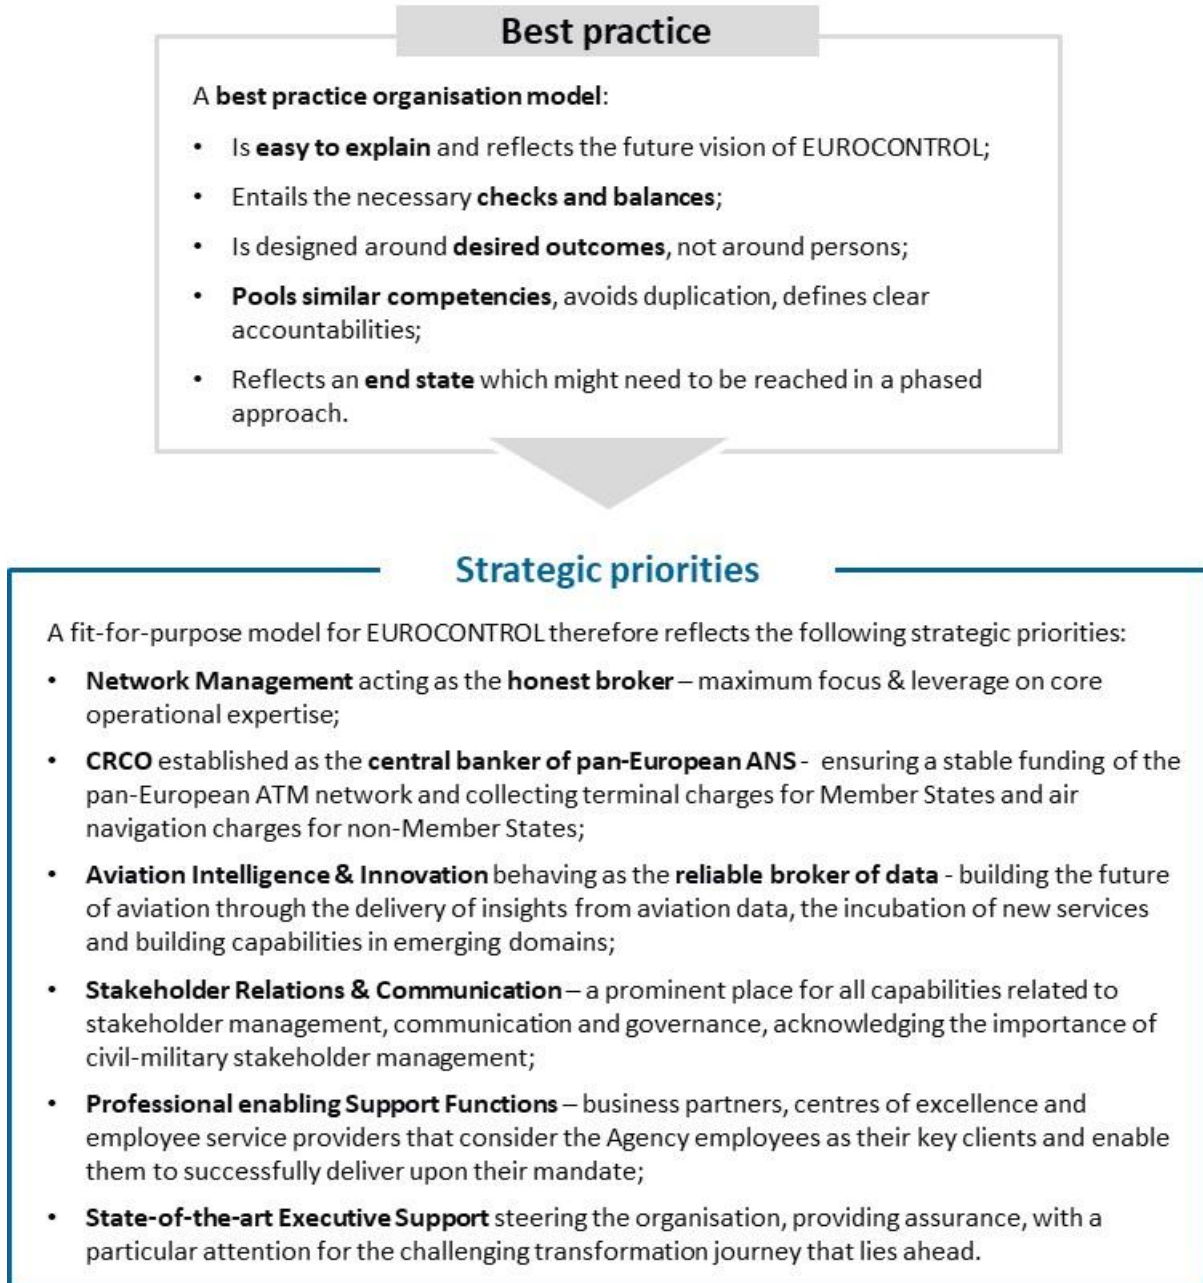 Best practice
A best practice organisation model:
• Is easy to explain and reflects the future vision of EUROCONTROL;
• Entails the necessary checks and balances;
• Is designed around desired outcomes, not around persons;
• Pools similar competencies, avoids duplication, defines clear
accountabilities;
• Reflects an end state which might need to be reached in a phased
approach.
Strategic priorities
A fit-for-purpose model for EUROCONTROL therefore reflects the following strategic priorities:
• Network Management acting as the honest broker – maximum focus & leverage on core
operational expertise;
• CRCO established as the central banker of pan-European ANS - ensuring a stable funding of the
pan-European ATM network and collecting terminal charges for Member States and air
navigation charges for non-Member States;
• Aviation Intelligence & Innovation behaving as the reliable broker of data - building the future
of aviation through the delivery of insights from aviation data, the incubation of new services
and building capabilities in emerging domains;
• Stakeholder Relations & Communication – a prominent place for all capabilities related to
stakeholder management, communication and governance, acknowledging the importance of
civil-military stakeholder management;
• Professional enabling Support Functions – business partners, centres of excellence and
employee service providers that consider the Agency employees as their key clients and enable
them to successfully deliver upon their mandate;
• State-of-the-art Executive Support steering the organisation, providing assurance, with a
particular attention for the challenging transformation journey that lies ahead.